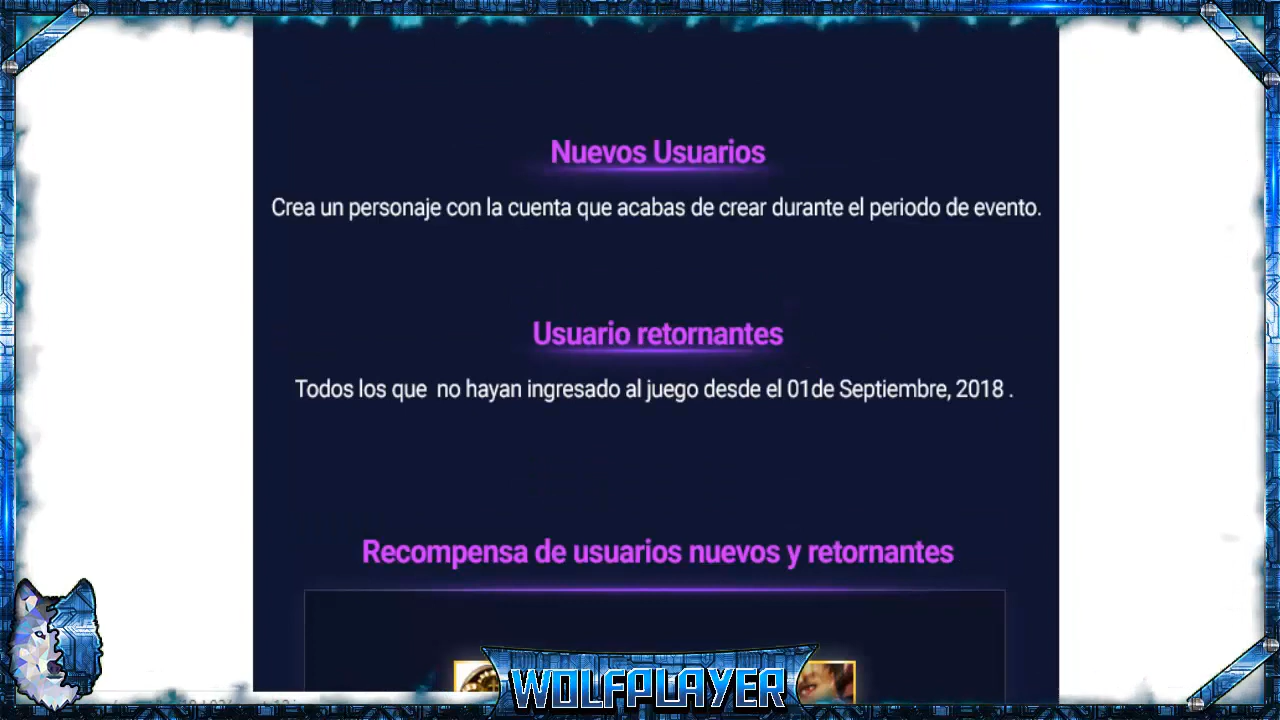 Nuevos Usuarios
Crea un personaje con la cuenta que acabas de crear durante el periodo de evento.
Usuario retornantes
Todos los que no hayan ingresado al juego desde el 01de Septiembre, 2018 .
Recompensa de usuarios nuevos y retornantes
WOLFPLAYER